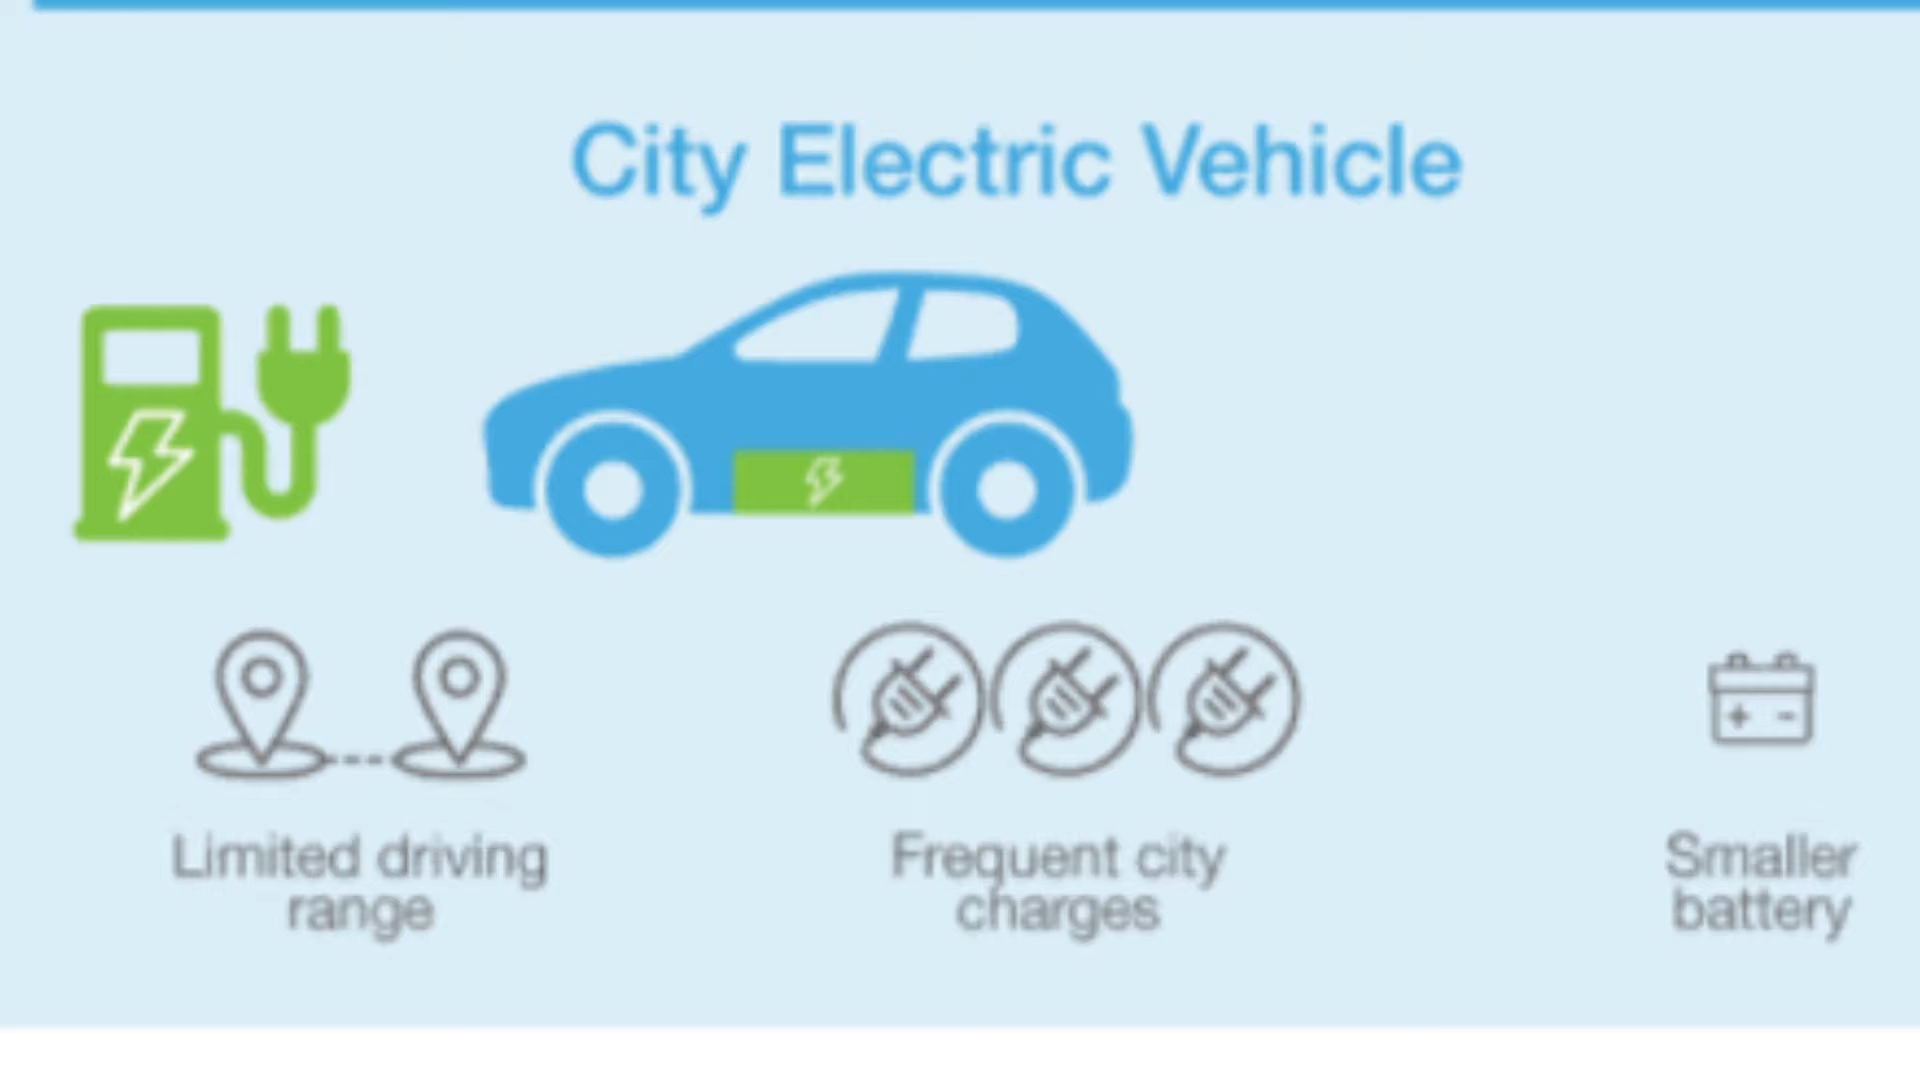 City Electric Vehicle
Limited driving
range
Frequent city
charges
Smaller
battery